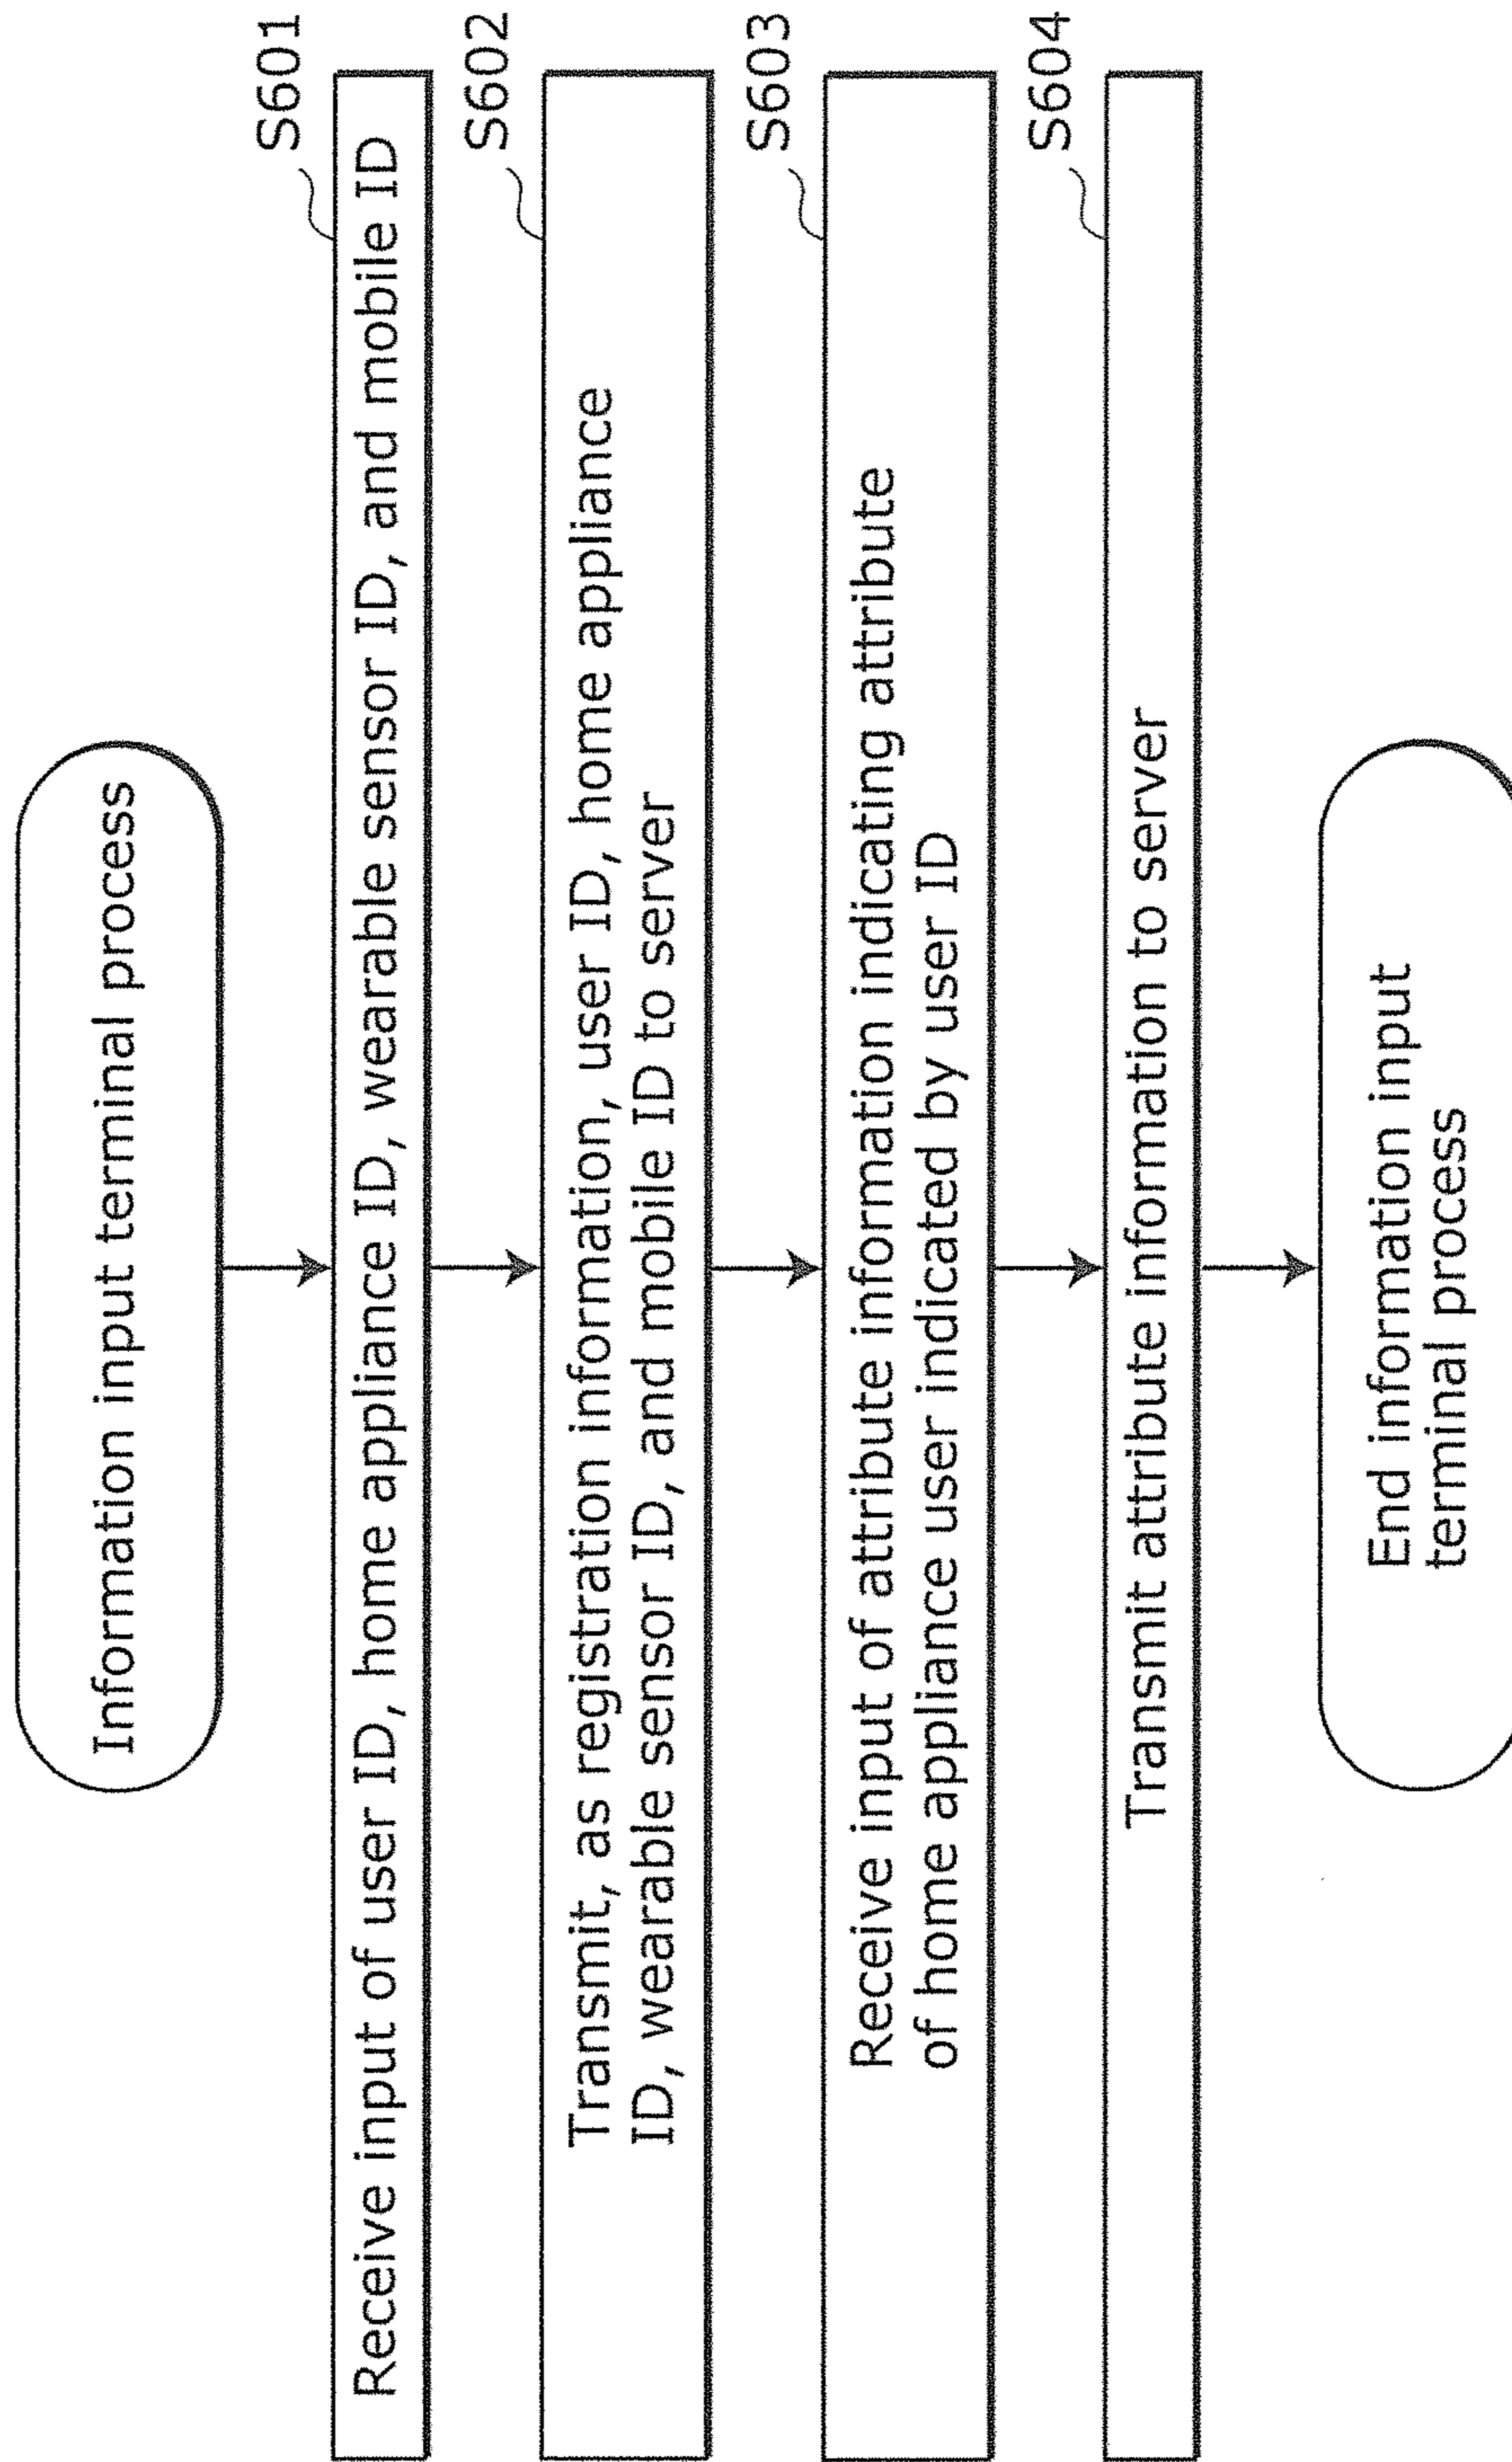 Information input terminal process
S601
Receive input of user ID, home appliance ID, wearable sensor ID, and mobile ID
S602
Transmit, as registration information, user ID, home appliance
ID, wearable sensor ID, and mobile ID to server
S603
Receive input of attribute information indicating attribute
of home appliance user indicated by user ID
S604
Transmit attribute information to server
End information input
terminal process